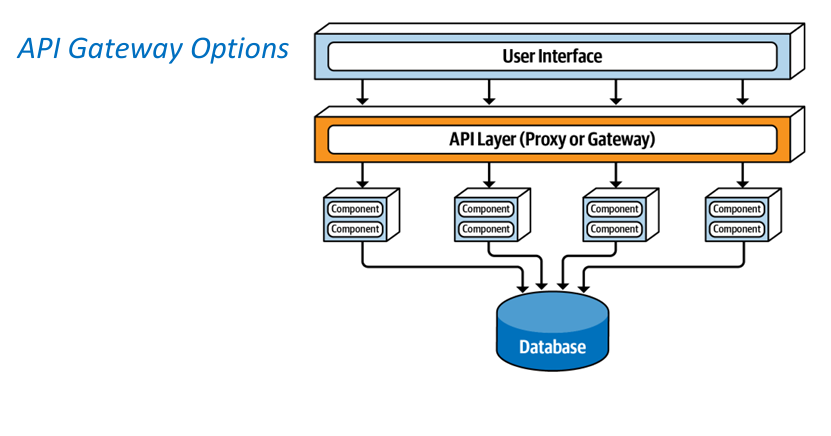 API Gateway Options
User Interface
API Layer (Proxy or Gateway)
Component
Component
Component
Component
Component
Component
Component
Component
Database